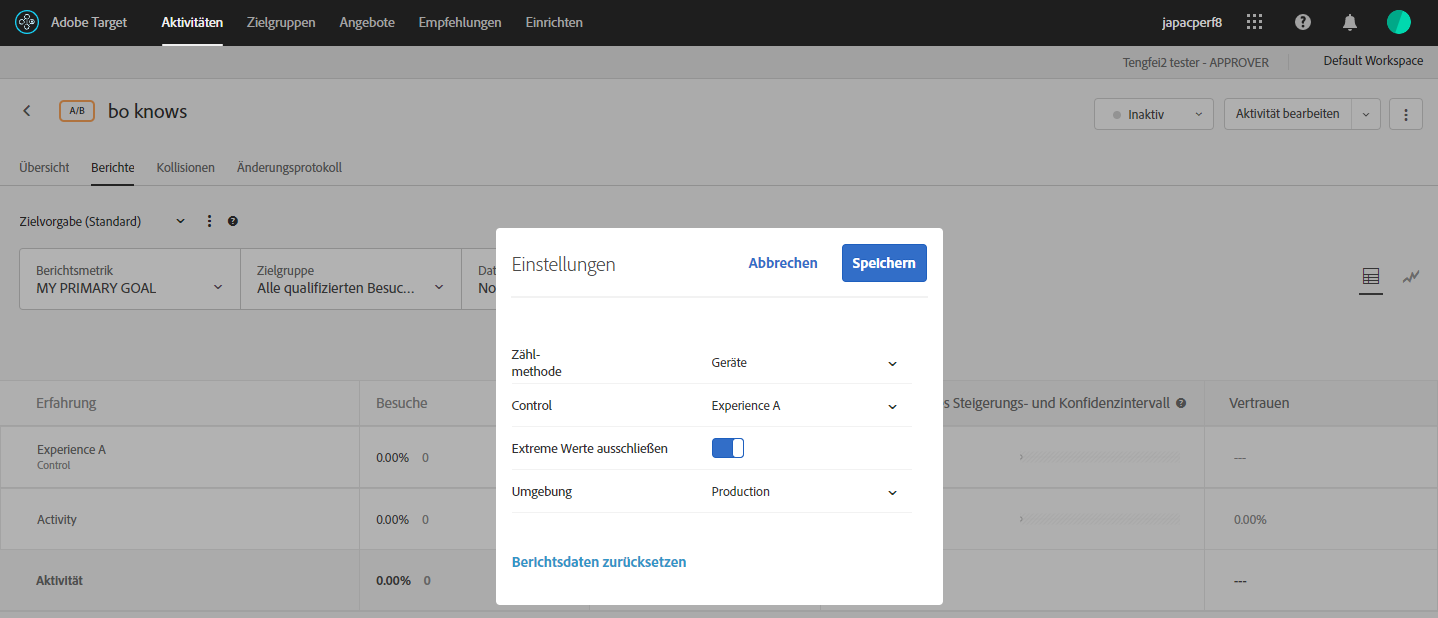 Adobe Target
Aktivitäten
Zielgruppen
Angebote
Empfehlungen
Einrichten
japacperf8
Tengfei2 tester - APPROVER
Default Workspace
A/B
bo knows
Inaktiv
Aktivität bearbeiten
Übersicht
Berichte
Kollisionen
Änderungsprotokoll
Zielvorgabe (Standard)
Berichtsmetrik
MY PRIMARY GOAL
Zielgruppe
Alle qualifizierten Besuc...
Einstellungen
Abbrechen
Speichern
Zähl-
methode
Geräte
Control
Experience A
Extreme Werte ausschließen
Umgebung
Production
Berichtsdaten zurücksetzen
Erfahrung
Besuche
Steigerungs- und Konfidenzintervall
Vertrauen
Experience A
Control
0.00% 0
---
Activity
0.00% 0
0.00%
Aktivität
0.00% 0
---